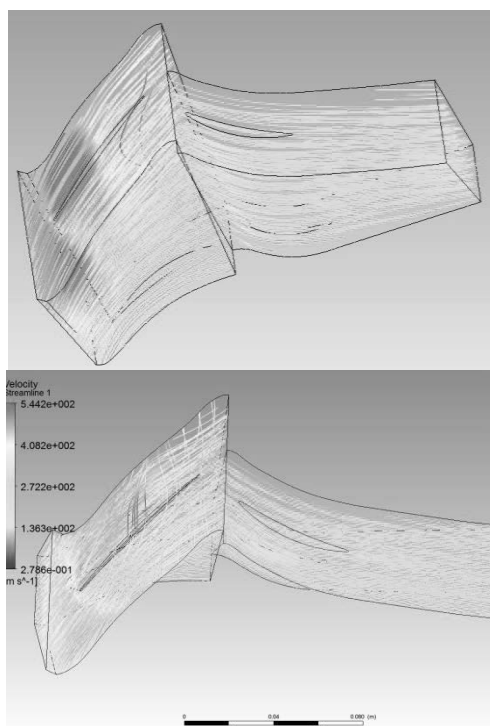 Velocity
Streamline 1
5.442e+002
4.082e+002
2.722e+002
1.363e+002
2.786e-001
m s^-1]
0
0.04
0.080 (m)